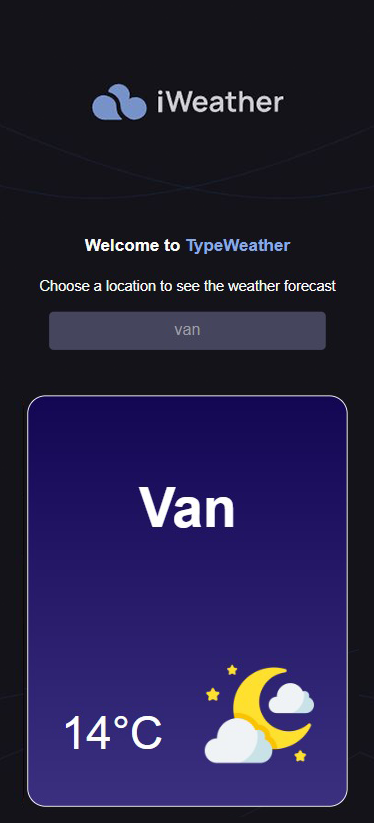 iWeather
Welcome to TypeWeather
Choose a location to see the weather forecast
van
Van
14°C